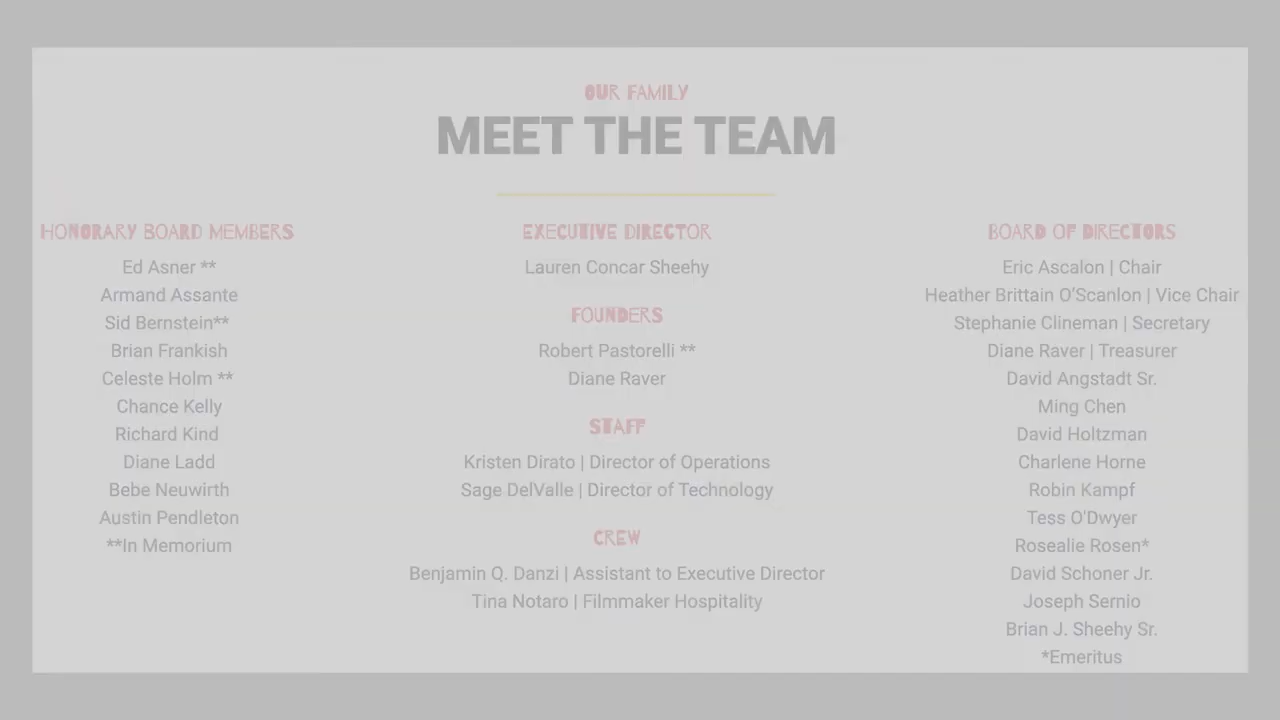 OUR FAMILY
MEET THE TEAM
HONORARY BOARD MEMBERS
Ed Asner **
Armand Assante
Sid Bernstein**
Brian Frankish
Celeste Holm **
Chance Kelly
Richard Kind
Diane Ladd
Bebe Neuwirth
Austin Pendleton
**In Memorium
EXECUTIVE DIRECTOR
Lauren Concar Sheehy
FOUNDERS
Robert Pastorelli **
Diane Raver
STAFF
Kristen Dirato | Director of Operations
Sage DelValle | Director of Technology
CREW
Benjamin Q. Danzi | Assistant to Executive Director
Tina Notaro | Filmmaker Hospitality
BOARD OF DIRECTORS
Eric Ascalon | Chair
Heather Brittain O'Scanlon | Vice Chair
Stephanie Clineman | Secretary
Diane Raver | Treasurer
David Angstadt Sr.
Ming Chen
David Holtzman
Charlene Horne
Robin Kampf
Tess O'Dwyer
Rosealie Rosen*
David Schoner Jr.
Joseph Sernio
Brian J. Sheehy Sr.
*Emeritus